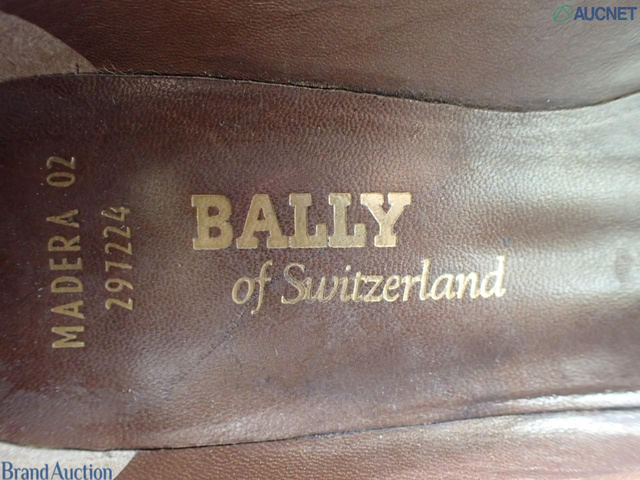 AUCNET
MADERA 02
297224
BALLY
of Switzerland
Brand Auction